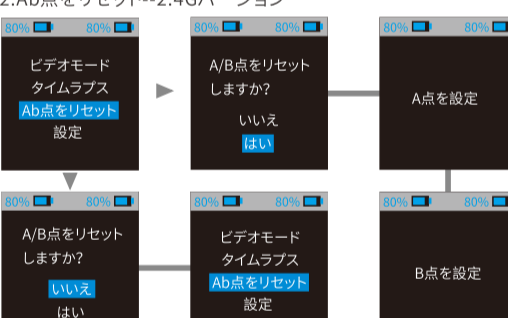 2.Ab点をリセット--2.4Gバージョン
80% 80%
ビデオモード
タイムラプス
Ab点をリセット
設定
80% 80%
A/B点をリセット
しますか?
いいえ
はい
80% 80%
A点を設定
80% 80%
A/B点をリセット
しますか?
いいえ
はい
80% 80%
ビデオモード
タイムラプス
Ab点をリセット
設定
80% 80%
B点を設定